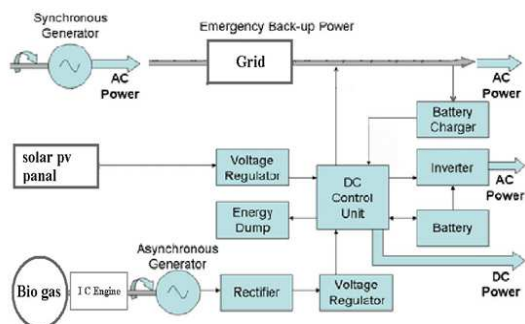 Synchronous
Generator
Emergency Back-up Power
Grid
AC
Power
AC
Power
Battery
Charger
solar pv
panal
Voltage
Regulator
DC
Control
Unit
Inverter
AC
Power
Energy
Dump
Battery
Asynchronous
Generator
DC
Power
Bio gas
I C Engine
Rectifier
Voltage
Regulator